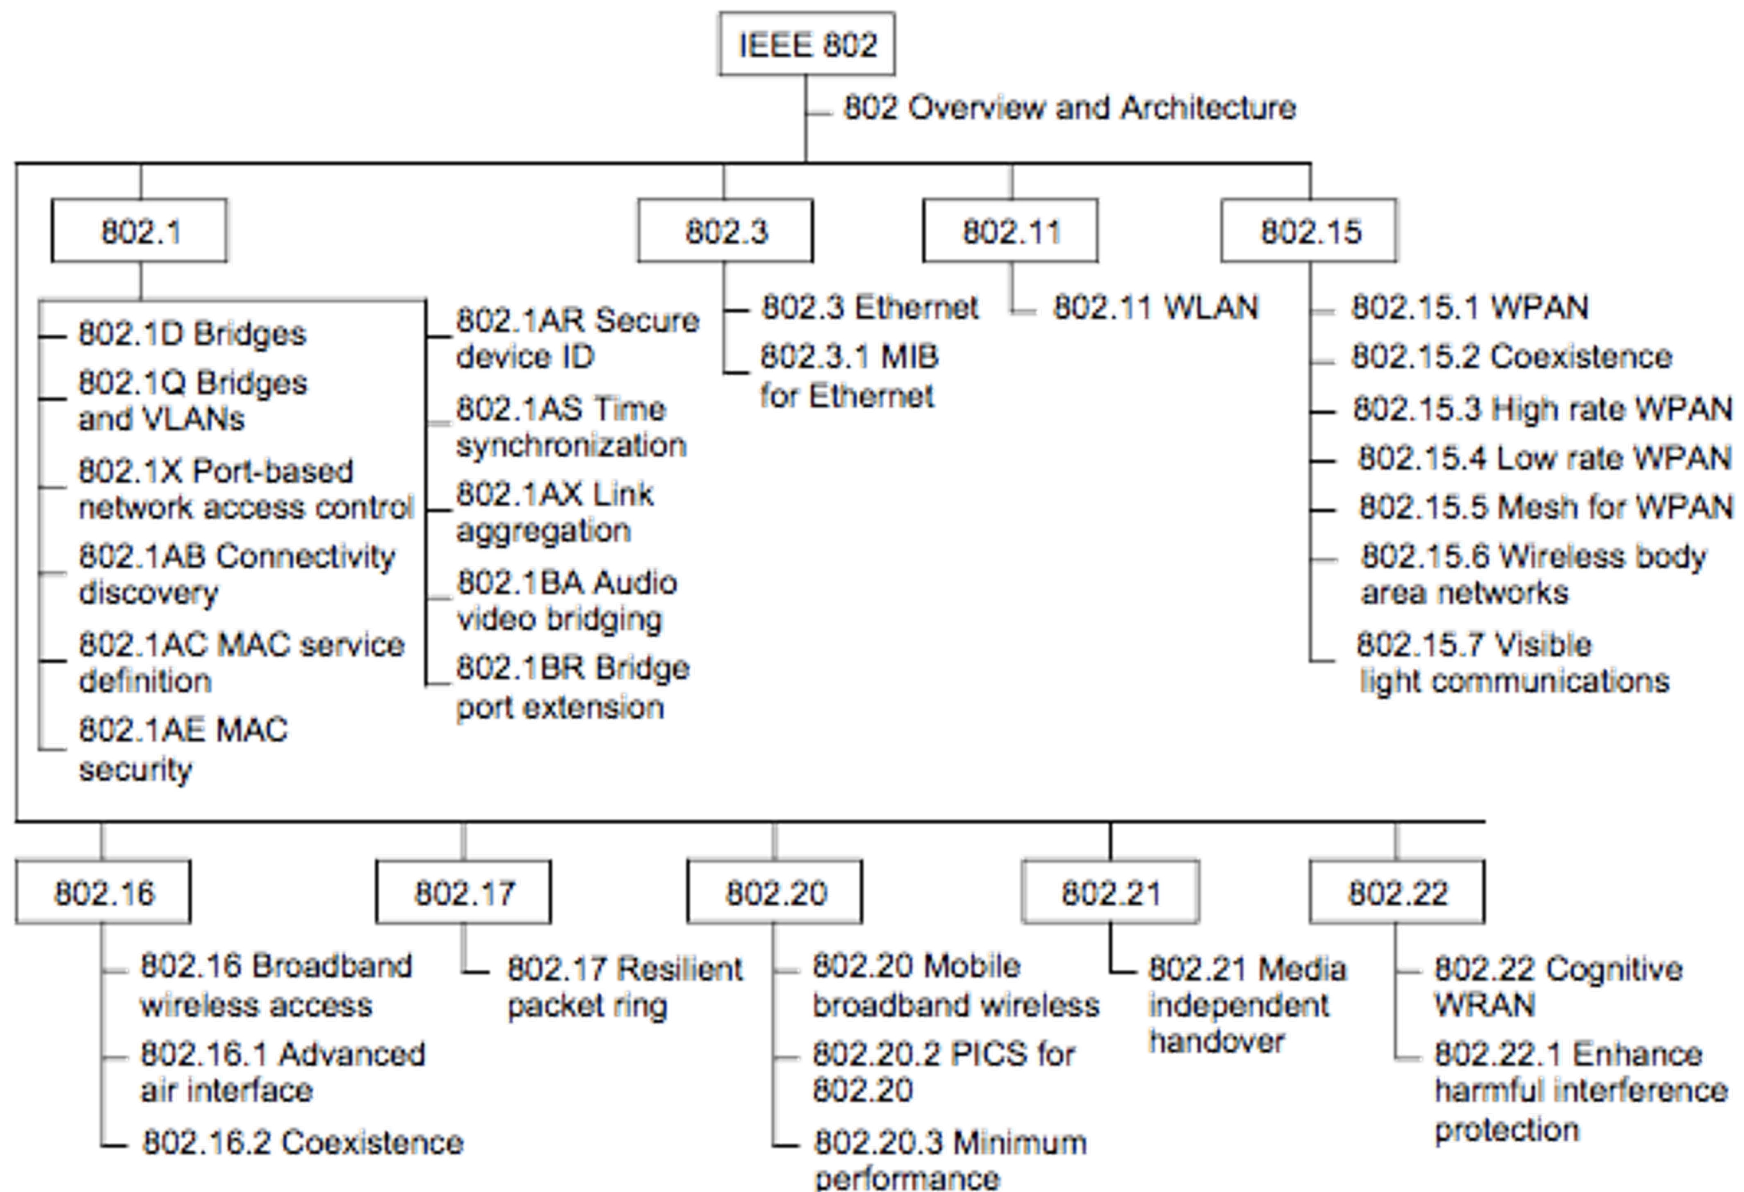 IEEE 802
802 Overview and Architecture
802.1
802.1D Bridges
802.1Q Bridges
and VLANs
802.1X Port-based
network access control
802.1AB Connectivity
discovery
802.1AC MAC service
definition
802.1AE MAC
security
802.1AR Secure
device ID
802.1AS Time
synchronization
802.1AX Link
aggregation
802.1BA Audio
video bridging
802.1BR Bridge
port extension
802.3
802.3 Ethernet
802.3.1 MIB
for Ethernet
802.11
802.11 WLAN
802.15
802.15.1 WPAN
802.15.2 Coexistence
802.15.3 High rate WPAN
802.15.4 Low rate WPAN
802.15.5 Mesh for WPAN
802.15.6 Wireless body
area networks
802.15.7 Visible
light communications
802.16
802.16 Broadband
wireless access
802.16.1 Advanced
air interface
802.16.2 Coexistence
802.17
802.17 Resilient
packet ring
802.20
802.20 Mobile
broadband wireless
802.20.2 PICS for
802.20
802.20.3 Minimum
performance
802.21
802.21 Media
independent
handover
802.22
802.22 Cognitive
WRAN
802.22.1 Enhance
harmful interference
protection